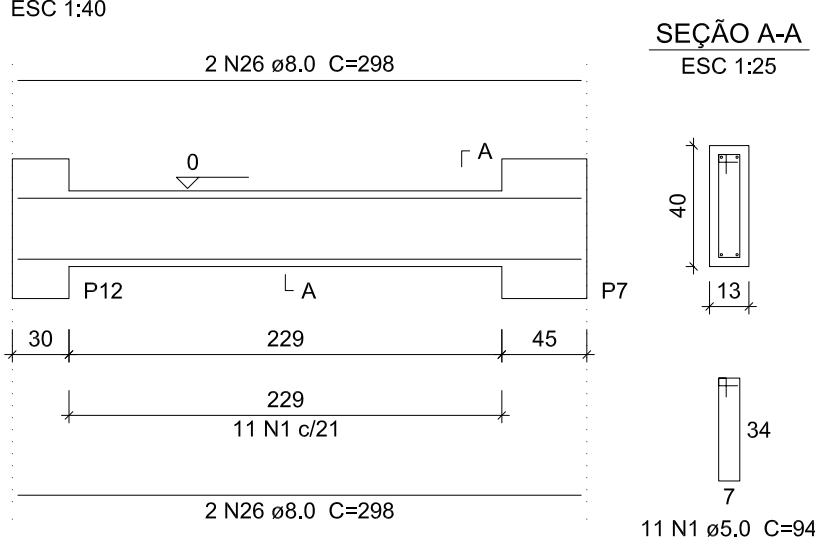 ESC 1:40
SEÇÃO A-A
ESC 1:25
2 N26 ø8.0 C=298
0
A
P12
A
P7
40
13
30
229
45
229
11 N1 c/21
34
7
2 N26 ø8.0 C=298
11 N1 ø5.0 C=94